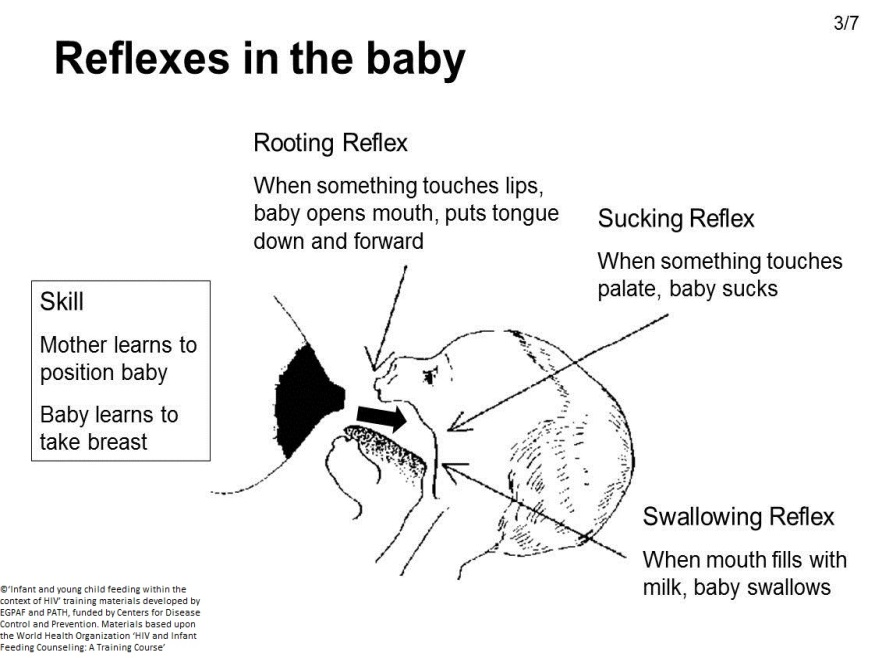 3/7
Reflexes in the baby
Rooting Reflex
When something touches lips,
baby opens mouth, puts tongue
down and forward
Sucking Reflex
When something touches
palate, baby sucks
Skill
Mother learns to
position baby
Baby learns to
take breast
Swallowing Reflex
When mouth fills with
milk, baby swallows
©‘Infant and young child feeding within the
context of HIV’ training materials developed by
EGPAF and PATH, funded by Centers for Disease
Control and Prevention. Materials based upon
the World Health Organization ‘HIV and Infant
Feeding Counseling: A Training Course’